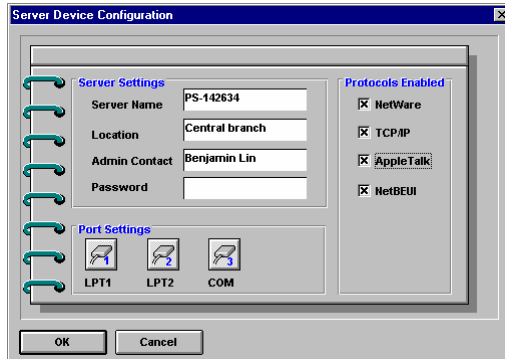 Server Device Configuration
Server Settings
Server Name PS-142634
Location Central branch
Admin Contact Benjamin Lin
Password
Protocols Enabled
NetWare
TCP/IP
AppleTalk
NetBEUI
Port Settings
1 2 3
LPT1 LPT2 COM
OK Cancel